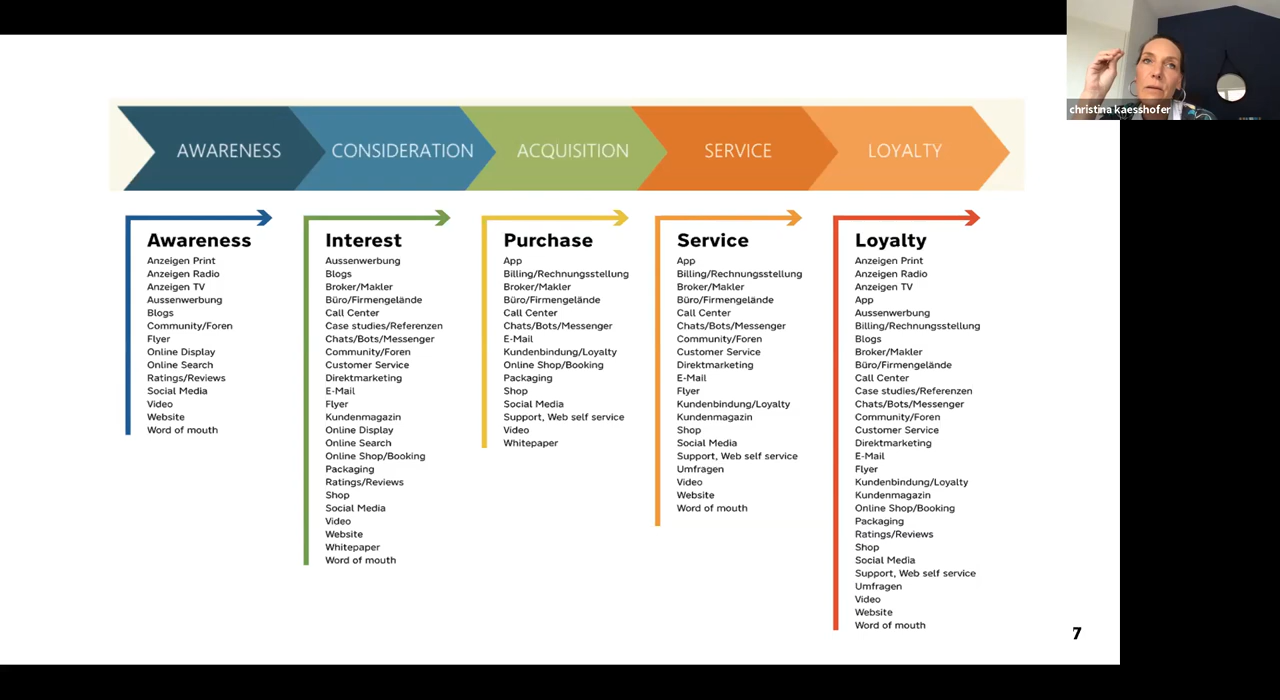 christina kaesshofer
AWARENESS
CONSIDERATION
ACQUISITION
SERVICE
LOYALTY
Awareness
Anzeigen Print
Anzeigen Radio
Anzeigen TV
Aussenwerbung
Blogs
Community/Foren
Flyer
Online Display
Online Search
Ratings/Reviews
Social Media
Video
Website
Word of mouth
Interest
Aussenwerbung
Blogs
Broker/Makler
Büro/Firmengelände
Call Center
Case studies/Referenzen
Chats/Bots/Messenger
Community/Foren
Customer Service
Direktmarketing
E-Mail
Flyer
Kundenmagazin
Online Display
Online Search
Online Shop/Booking
Packaging
Ratings/Reviews
Shop
Social Media
Video
Website
Whitepaper
Word of mouth
Purchase
App
Billing/Rechnungsstellung
Broker/Makler
Büro/Firmengelände
Call Center
Chats/Bots/Messenger
E-Mail
Kundenbindung/Loyalty
Online Shop/Booking
Packaging
Shop
Social Media
Support, Web self service
Video
Whitepaper
Service
App
Billing/Rechnungsstellung
Broker/Makler
Büro/Firmengelände
Call Center
Chats/Bots/Messenger
Community/Foren
Customer Service
Direktmarketing
E-Mail
Flyer
Kundenbindung/Loyalty
Kundenmagazin
Shop
Social Media
Support, Web self service
Umfragen
Video
Website
Word of mouth
Loyalty
Anzeigen Print
Anzeigen Radio
Anzeigen TV
App
Aussenwerbung
Billing/Rechnungsstellung
Blogs
Broker/Makler
Büro/Firmengelände
Call Center
Case studies/Referenzen
Chats/Bots/Messenger
Community/Foren
Customer Service
Direktmarketing
E-Mail
Flyer
Kundenbindung/Loyalty
Kundenmagazin
Online Shop/Booking
Packaging
Ratings/Reviews
Shop
Social Media
Support, Web self service
Umfragen
Video
Website
Word of mouth
7